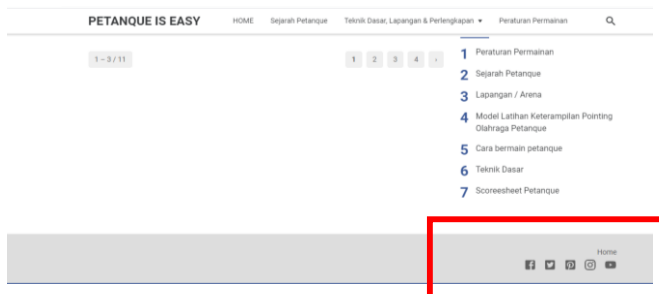 PETANQUE IS EASY HOME Sejarah Petanque Teknik Dasar, Lapangan & Perlengkapan ▾ Peraturan Permainan
1 – 3 / 11 1 2 3 4 ›
1 Peraturan Permainan
2 Sejarah Petanque
3 Lapangan / Arena
4 Model Latihan Keterampilan Pointing
Olahraga Petanque
5 Cara bermain petanque
6 Teknik Dasar
7 Scoreesheet Petanque
Home